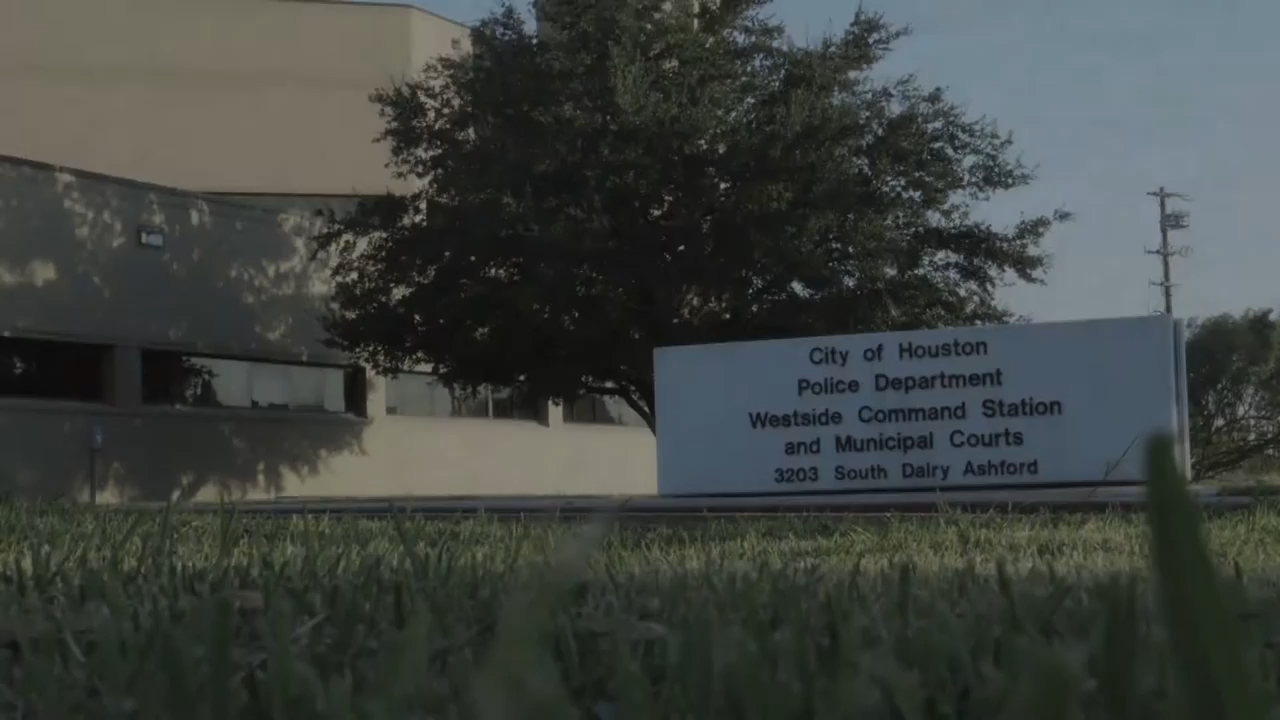 City of Houston
Police Department
Westside Command Station
and Municipal Courts
3203 South Dairy Ashford